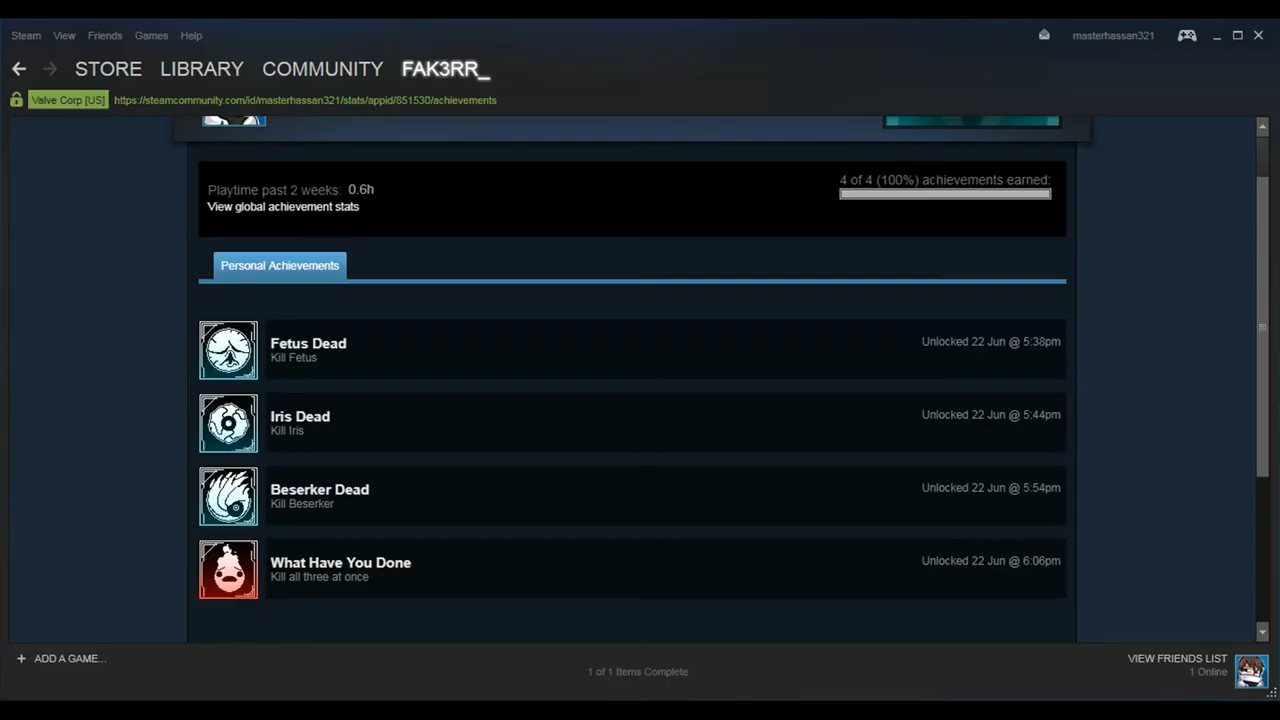 Steam View Friends Games Help
masterhassan321
STORE LIBRARY COMMUNITY FAK3RR_
Valve Corp [US] https://steamcommunity.com/id/masterhassan321/stats/appid/851530/achievements
Playtime past 2 weeks: 0.6h
View global achievement stats
4 of 4 (100%) achievements earned:
Personal Achievements
Fetus Dead
Kill Fetus
Unlocked 22 Jun @ 5:38pm
Iris Dead
Kill Iris
Unlocked 22 Jun @ 5:44pm
Beserker Dead
Kill Beserker
Unlocked 22 Jun @ 5:54pm
What Have You Done
Kill all three at once
Unlocked 22 Jun @ 6:06pm
+ ADD A GAME...
1 of 1 Items Complete
VIEW FRIENDS LIST
1 Online